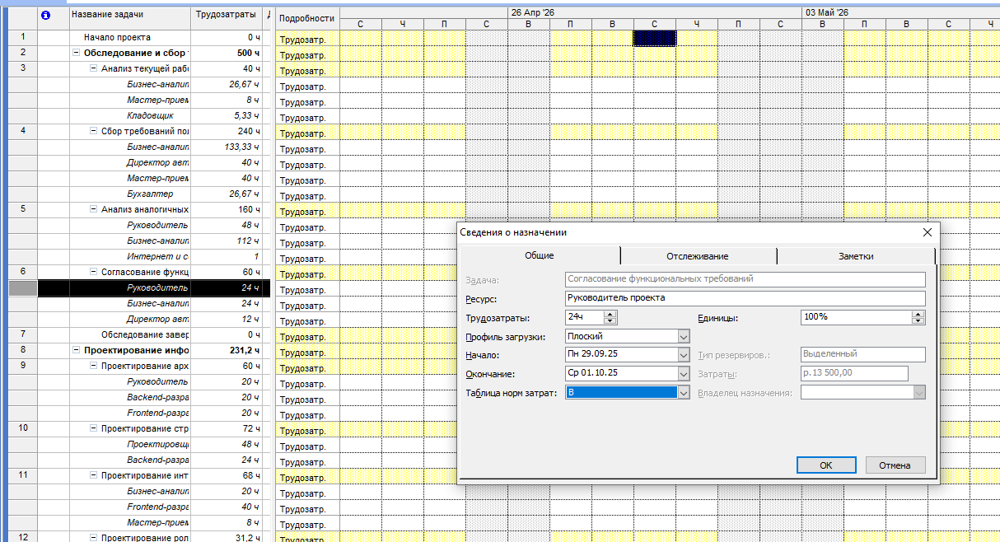 Название задачи Трудозатраты Подробности 26 Апр '26 03 Май '26
С Ч П С В П В С Ч П С В П В С Ч
1 Начало проекта 0 ч Трудозатр.
2 Обследование и сбор 500 ч Трудозатр.
3 Анализ текущей раб 40 ч Трудозатр.
Бизнес-анали 26,67 ч Трудозатр.
Мастер-прием 8 ч Трудозатр.
Кладовщик 5,33 ч Трудозатр.
4 Сбор требований по 240 ч Трудозатр.
Бизнес-анали 133,33 ч Трудозатр.
Директор авт 40 ч Трудозатр.
Мастер-прием 40 ч Трудозатр.
Бухгалтер 26,67 ч Трудозатр.
5 Анализ аналогичных 160 ч Трудозатр.
Руководитель 48 ч Трудозатр.
Бизнес-анали 112 ч Трудозатр.
Интернет и с 1 Трудозатр.
6 Согласование функц 60 ч Трудозатр.
Руководитель 24 ч Трудозатр.
Бизнес-анали 24 ч Трудозатр.
Директор авт 12 ч Трудозатр.
7 Обследование завер 0 ч Трудозатр.
8 Проектирование инфо 231,2 ч Трудозатр.
9 Проектирование арх 60 ч Трудозатр.
Руководитель 20 ч Трудозатр.
Backend-разра 20 ч Трудозатр.
Frontend-разра 20 ч Трудозатр.
10 Проектирование стр 72 ч Трудозатр.
Проектировщ 48 ч Трудозатр.
Backend-разра 24 ч Трудозатр.
11 Проектирование инт 68 ч Трудозатр.
Бизнес-анали 20 ч Трудозатр.
Frontend-разра 40 ч Трудозатр.
Мастер-прием 8 ч Трудозатр.
12 Проектирование рол 31,2 ч Трудозатр.
Сведения о назначении
Общие Отслеживание Заметки
Задача: Согласование функциональных требований
Ресурс: Руководитель проекта
Трудозатраты: 24ч Единицы: 100%
Профиль загрузки: Плоский
Начало: Пн 29.09.25 Тип резервиров.: Выделенный
Окончание: Ср 01.10.25 Затраты: р.13 500,00
Таблица норм затрат: B Владелец назначения:
ОК Отмена